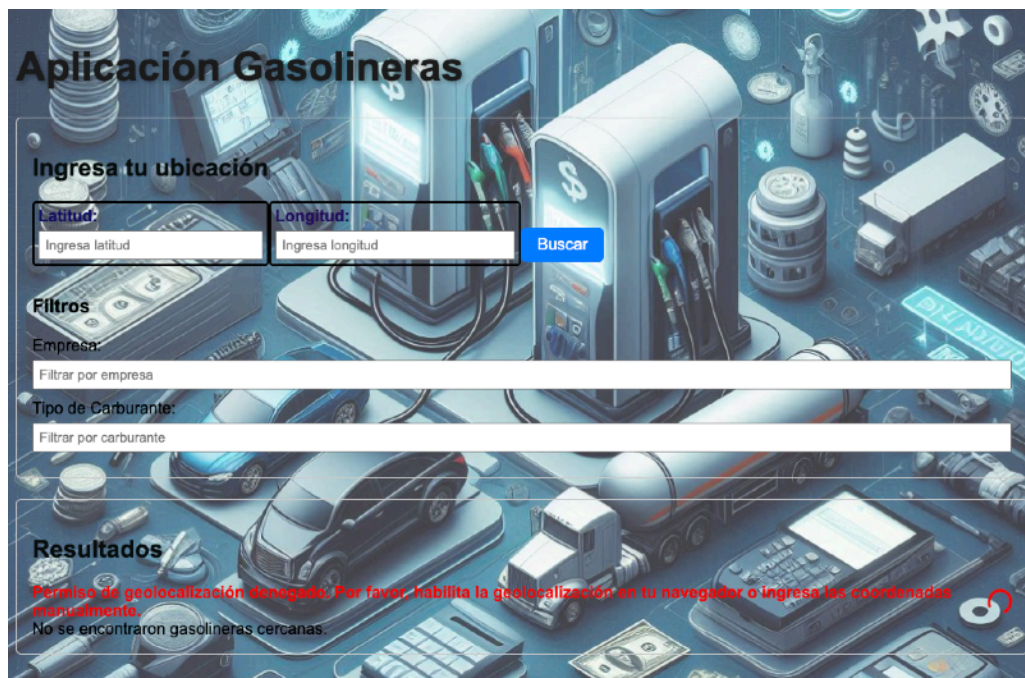 Aplicación Gasolineras
Ingresa tu ubicación
Latitud: Longitud:
Ingresa latitud Ingresa longitud Buscar
Filtros
Empresa:
Filtrar por empresa
Tipo de Carburante:
Filtrar por carburante
Resultados
Permiso de geolocalización denegado. Por favor, habilita la geolocalización en tu navegador o ingresa las coordenadas
manualmente.
No se encontraron gasolineras cercanas.